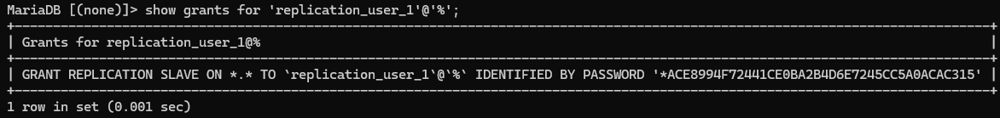 MariaDB [(none)]> show grants for 'replication_user_1'@'%';
+------------------------------------------------------------------------------------------------------------------------------+
| Grants for replication_user_1@% |
+------------------------------------------------------------------------------------------------------------------------------+
| GRANT REPLICATION SLAVE ON *.* TO `replication_user_1`@`%` IDENTIFIED BY PASSWORD '*ACE8994F72441CE0BA2B4D6E7245CC5A0ACAC315' |
+------------------------------------------------------------------------------------------------------------------------------+
1 row in set (0.001 sec)